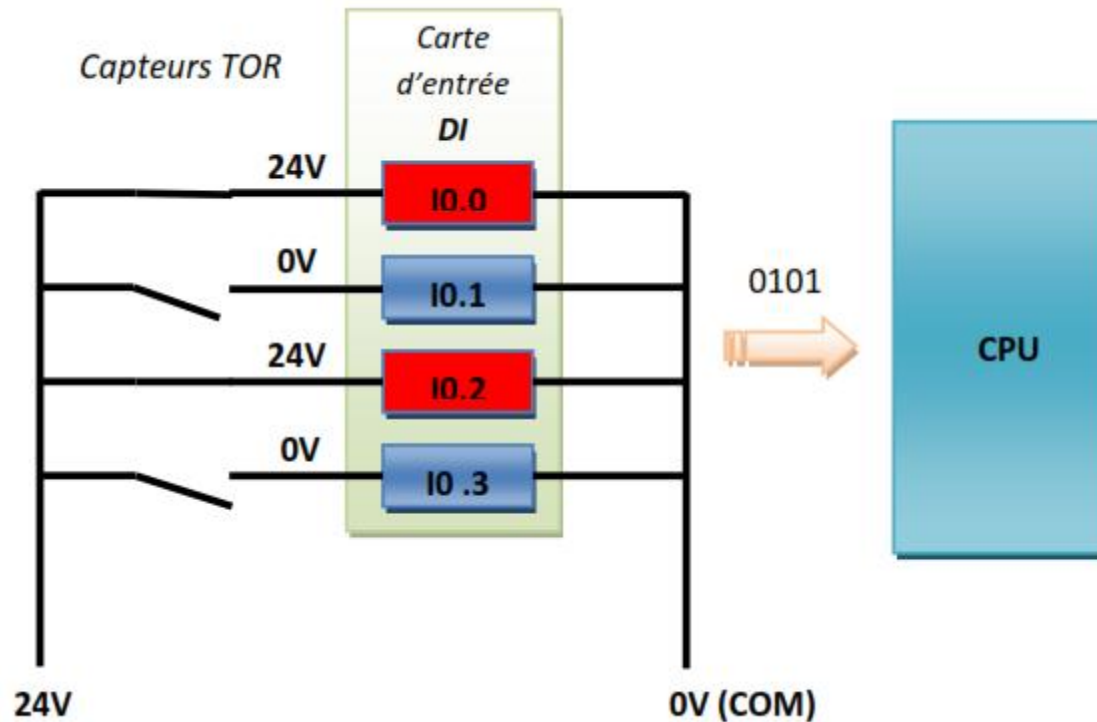 Capteurs TOR
Carte
d’entrée
DI
24V
I0.0
0V
I0.1
24V
I0.2
0V
I0 .3
0101
CPU
24V
0V (COM)